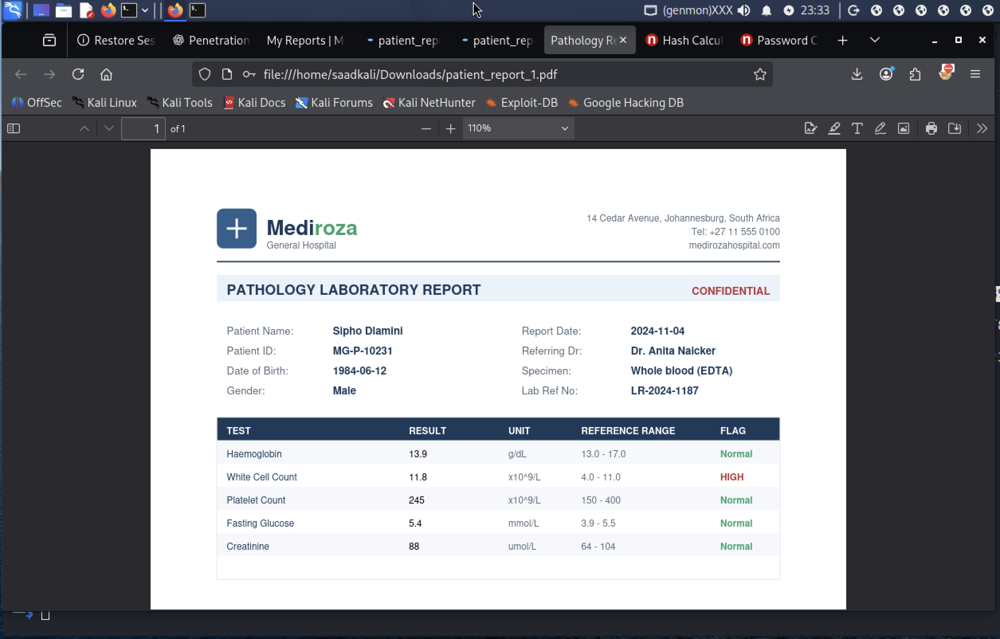 (genmon)XXX 23:33
Restore Ses
Penetration
My Reports | M
patient_rep
patient_rep
Pathology Re
Hash Calcul
Password C
file:///home/saadkali/Downloads/patient_report_1.pdf
OffSec Kali Linux Kali Tools Kali Docs Kali Forums Kali NetHunter Exploit-DB Google Hacking DB
1 of 1 110%
Mediroza
General Hospital
14 Cedar Avenue, Johannesburg, South Africa
Tel: +27 11 555 0100
medirozahospital.com
PATHOLOGY LABORATORY REPORT CONFIDENTIAL
Patient Name: Sipho Dlamini Report Date: 2024-11-04
Patient ID: MG-P-10231 Referring Dr: Dr. Anita Naicker
Date of Birth: 1984-06-12 Specimen: Whole blood (EDTA)
Gender: Male Lab Ref No: LR-2024-1187
TEST RESULT UNIT REFERENCE RANGE FLAG
Haemoglobin 13.9 g/dL 13.0 - 17.0 Normal
White Cell Count 11.8 x10^9/L 4.0 - 11.0 HIGH
Platelet Count 245 x10^9/L 150 - 400 Normal
Fasting Glucose 5.4 mmol/L 3.9 - 5.5 Normal
Creatinine 88 umol/L 64 - 104 Normal
$